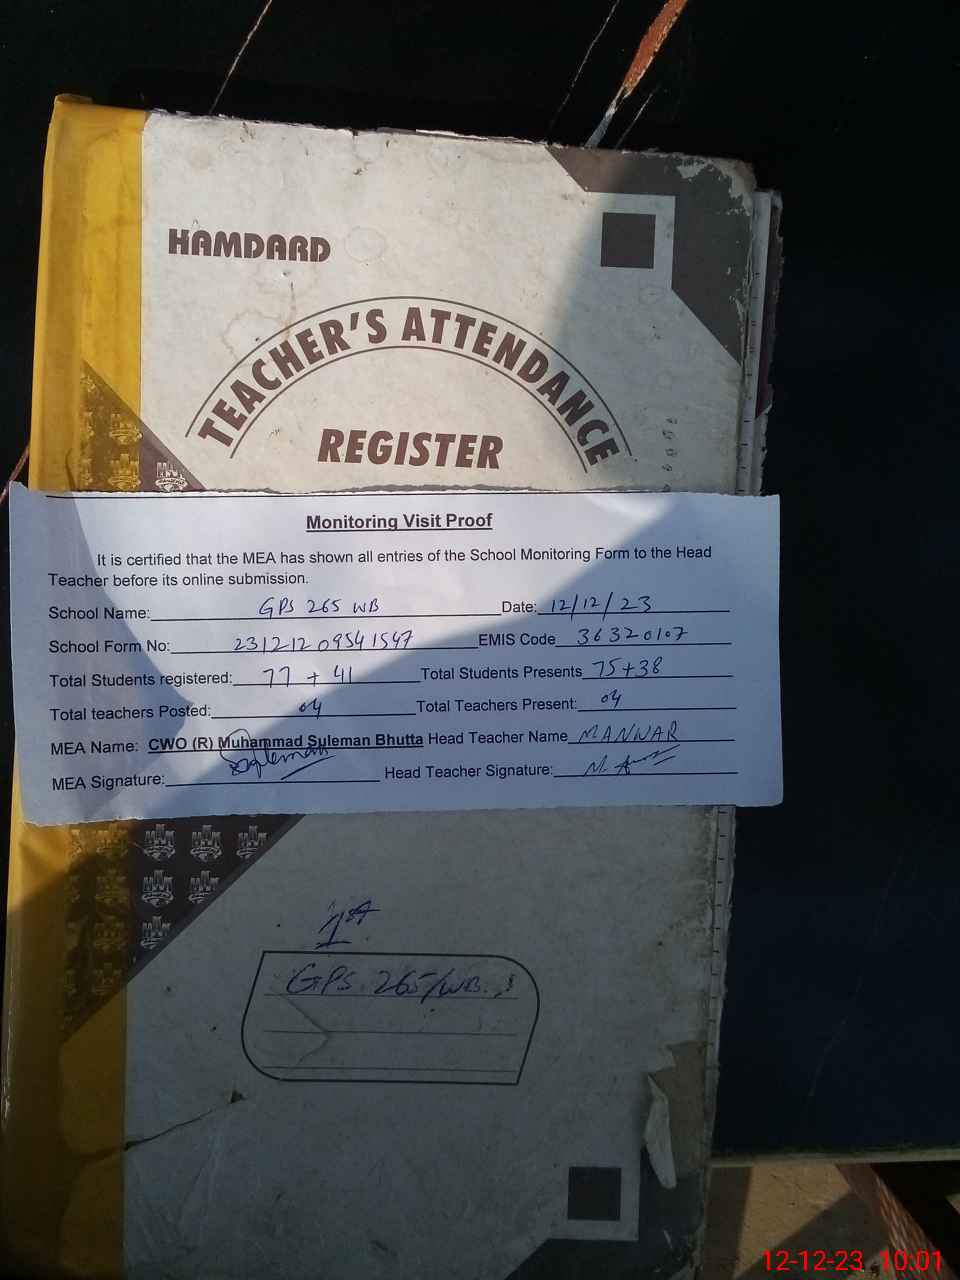 HAMDARD
TEACHER'S ATTENDANCE
REGISTER
Monitoring Visit Proof
It is certified that the MEA has shown all entries of the School Monitoring Form to the Head
Teacher before its online submission.
School Name: GPS 265 WB Date: 12/12/23
School Form No: 23121209541547 EMIS Code 36320107
Total Students registered: 77 + 41 Total Students Presents 75+38
Total teachers Posted: 04 Total Teachers Present: 04
MEA Name: CWO (R) Muhammad Suleman Bhutta Head Teacher Name MANWAR
MEA Signature: Suleman Head Teacher Signature:
1st
GPS. 265/WB.
12-12-23 10:01